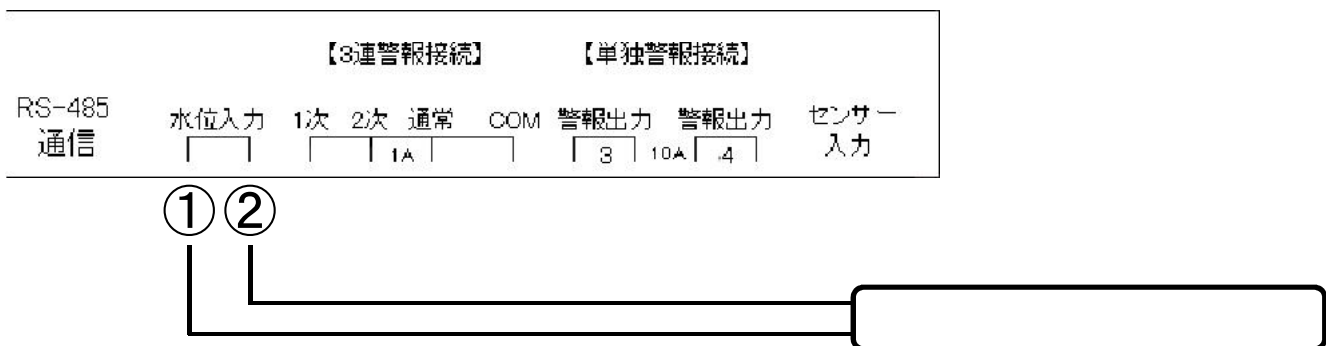 【3連警報接続】 【単独警報接続】
RS-485
通信
水位入力 1次 2次 通常 COM 警報出力 警報出力
1A 3 10A 4
センサー
入力
① ②